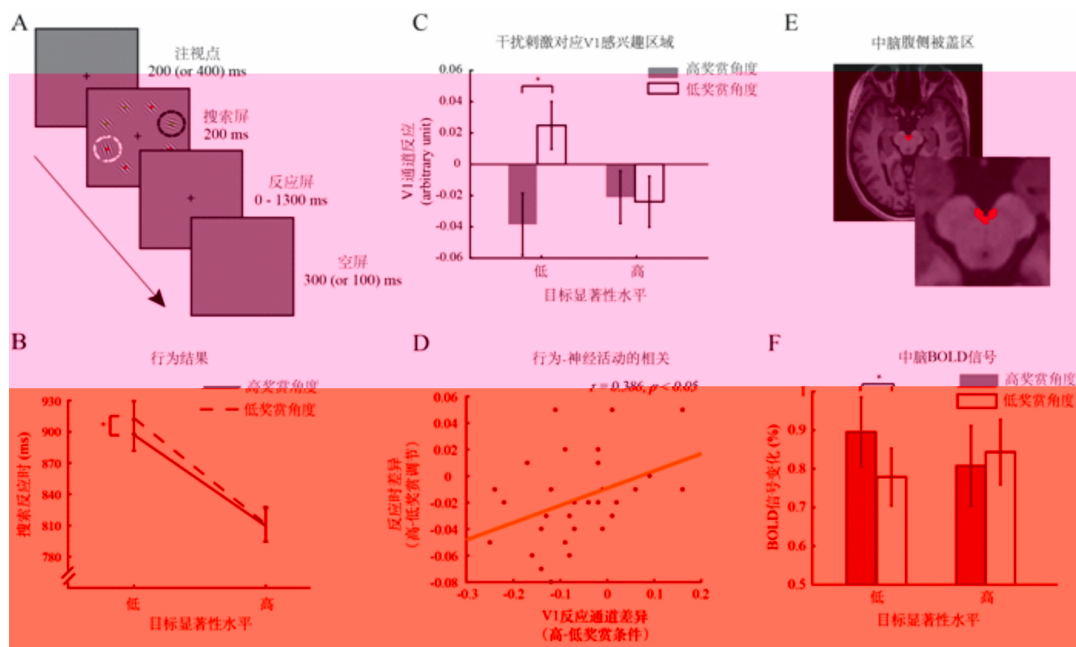 A
注视点
200 (or 400) ms
搜索屏
200 ms
反应屏
0 - 1300 ms
空屏
300 (or 100) ms
B
行为结果
高奖赏角度
低奖赏角度
搜索反应时 (ms)
930
900
870
840
810
780
*
低
高
目标显著性水平
C
干扰刺激对应V1感兴趣区域
高奖赏角度
低奖赏角度
V1通道反应
(arbitrary unit)
0.06
0.04
0.02
0
-0.02
-0.04
-0.06
*
低
高
目标显著性水平
D
行为-神经活动的相关
r = 0.386, p < 0.05
反应时差异
(高-低奖赏调节)
0.06
0.04
0.02
0
-0.02
-0.04
-0.06
-0.08
-0.3
-0.2
-0.1
0
0.1
0.2
V1反应通道差异
(高-低奖赏条件)
E
中脑腹侧被盖区
F
中脑BOLD信号
高奖赏角度
低奖赏角度
BOLD信号变化 (%)
1
0.9
0.8
0.7
0.6
0.5
*
低
高
目标显著性水平